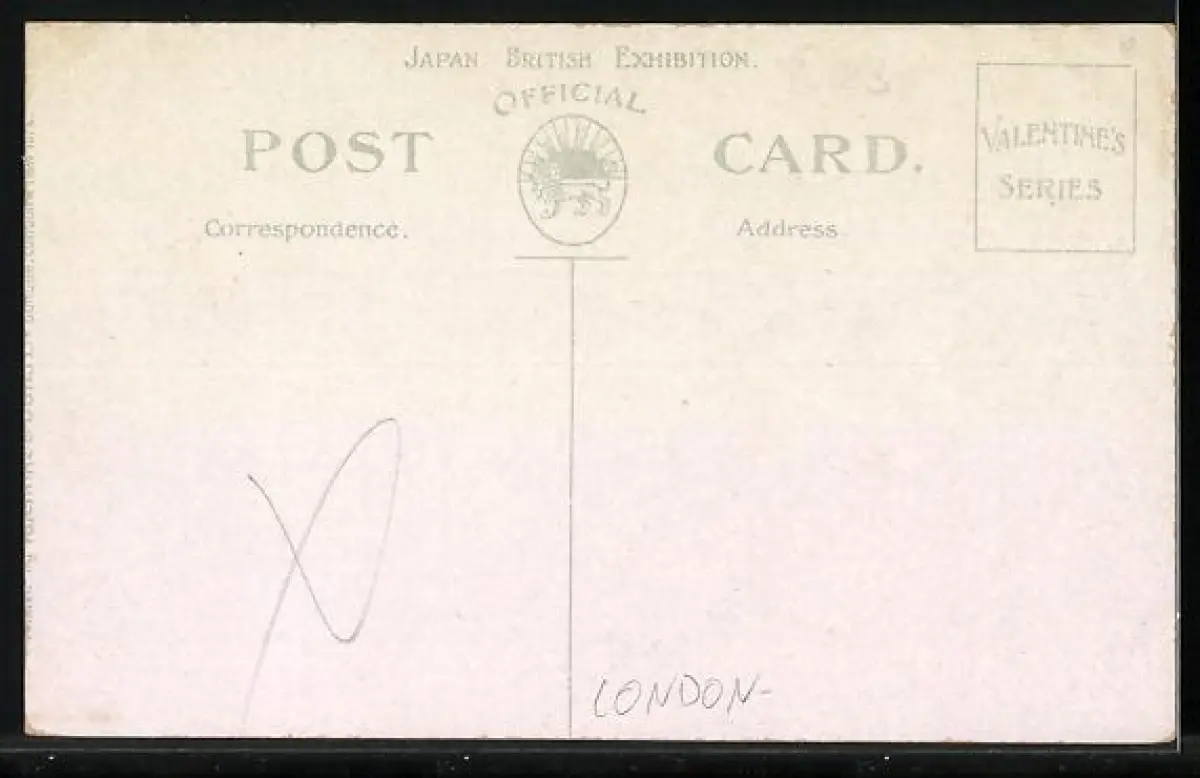 JAPAN BRITISH EXHIBITION.
OFFICIAL
POST CARD.
VALENTINE'S
SERIES
Correspondence.
Address
LONDON-